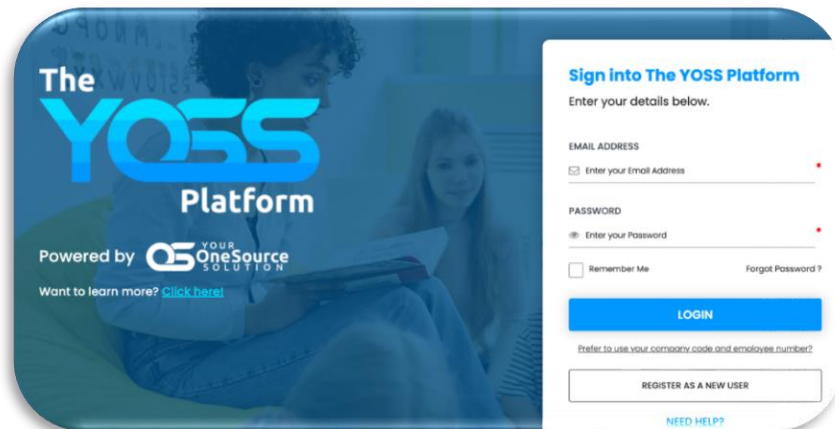 The
YOSS
Platform
Powered by OS YOUR OneSource SOLUTION
Want to learn more? Click here!
Sign into The YOSS Platform
Enter your details below.
EMAIL ADDRESS
Enter your Email Address *
PASSWORD
Enter your Password *
Remember Me Forgot Password ?
LOGIN
Prefer to use your company code and employee number?
REGISTER AS A NEW USER
NEED HELP?